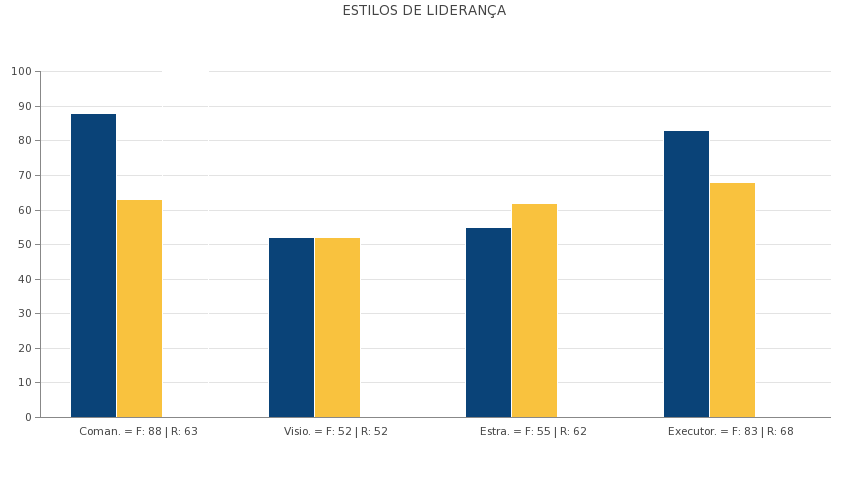 ESTILOS DE LIDERANÇA
100
90
80
70
60
50
40
30
20
10
0
Coman. = F: 88 | R: 63
Visio. = F: 52 | R: 52
Estra. = F: 55 | R: 62
Executor. = F: 83 | R: 68